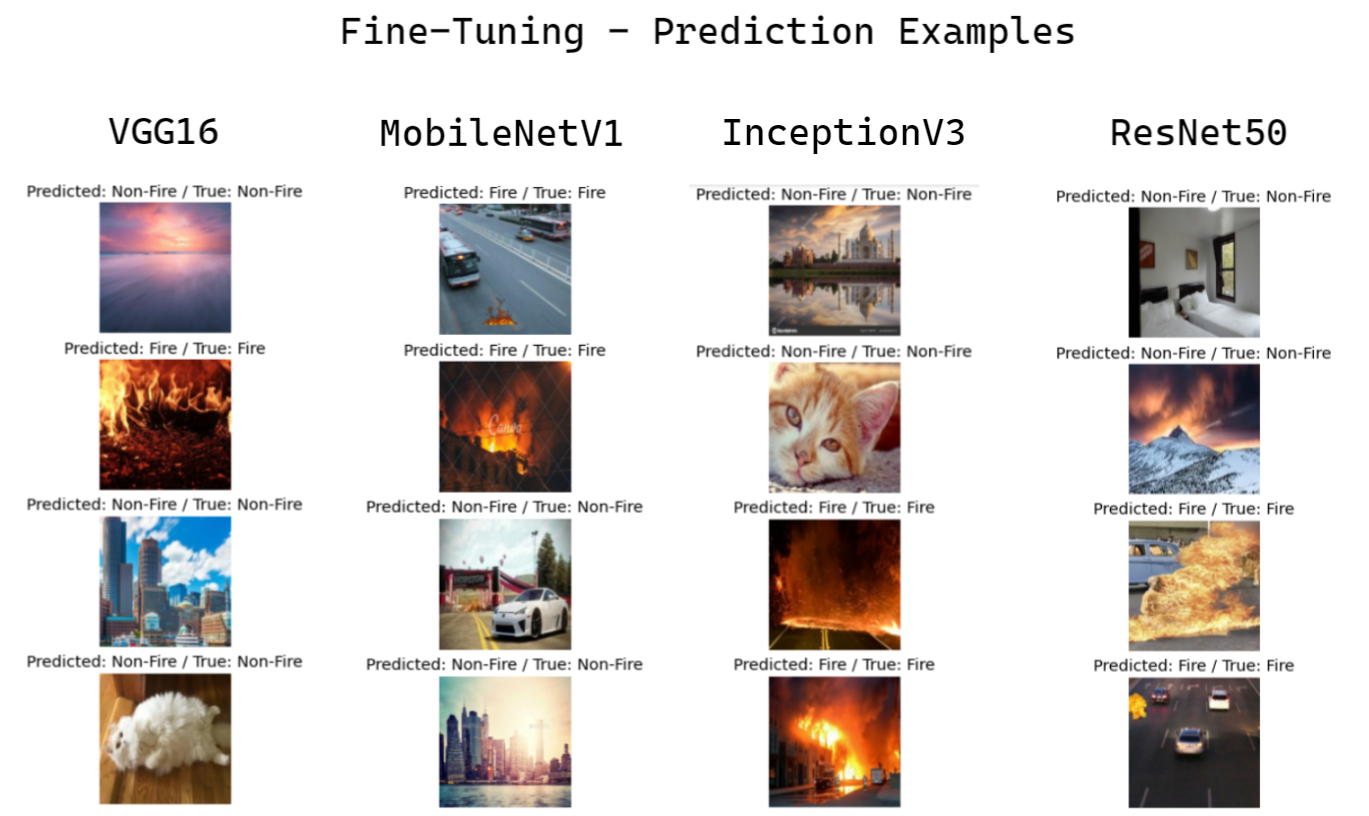 Fine-Tuning - Prediction Examples
VGG16
MobileNetV1
InceptionV3
ResNet50
Predicted: Non-Fire / True: Non-Fire
Predicted: Fire / True: Fire
Predicted: Non-Fire / True: Non-Fire
Predicted: Non-Fire / True: Non-Fire
Predicted: Fire / True: Fire
Predicted: Fire / True: Fire
Canva
Predicted: Non-Fire / True: Non-Fire
Predicted: Non-Fire / True: Non-Fire
Predicted: Non-Fire / True: Non-Fire
Predicted: Non-Fire / True: Non-Fire
Predicted: Fire / True: Fire
Predicted: Fire / True: Fire
Predicted: Non-Fire / True: Non-Fire
Predicted: Non-Fire / True: Non-Fire
Predicted: Fire / True: Fire
Predicted: Fire / True: Fire